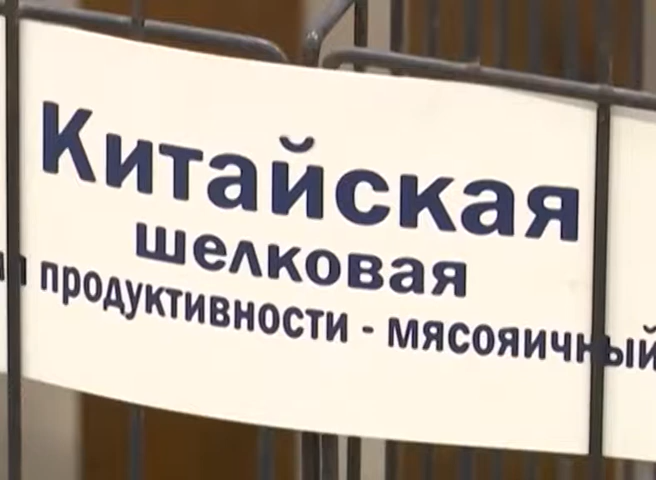 Китайская
шелковая
продуктивности - мясояичный